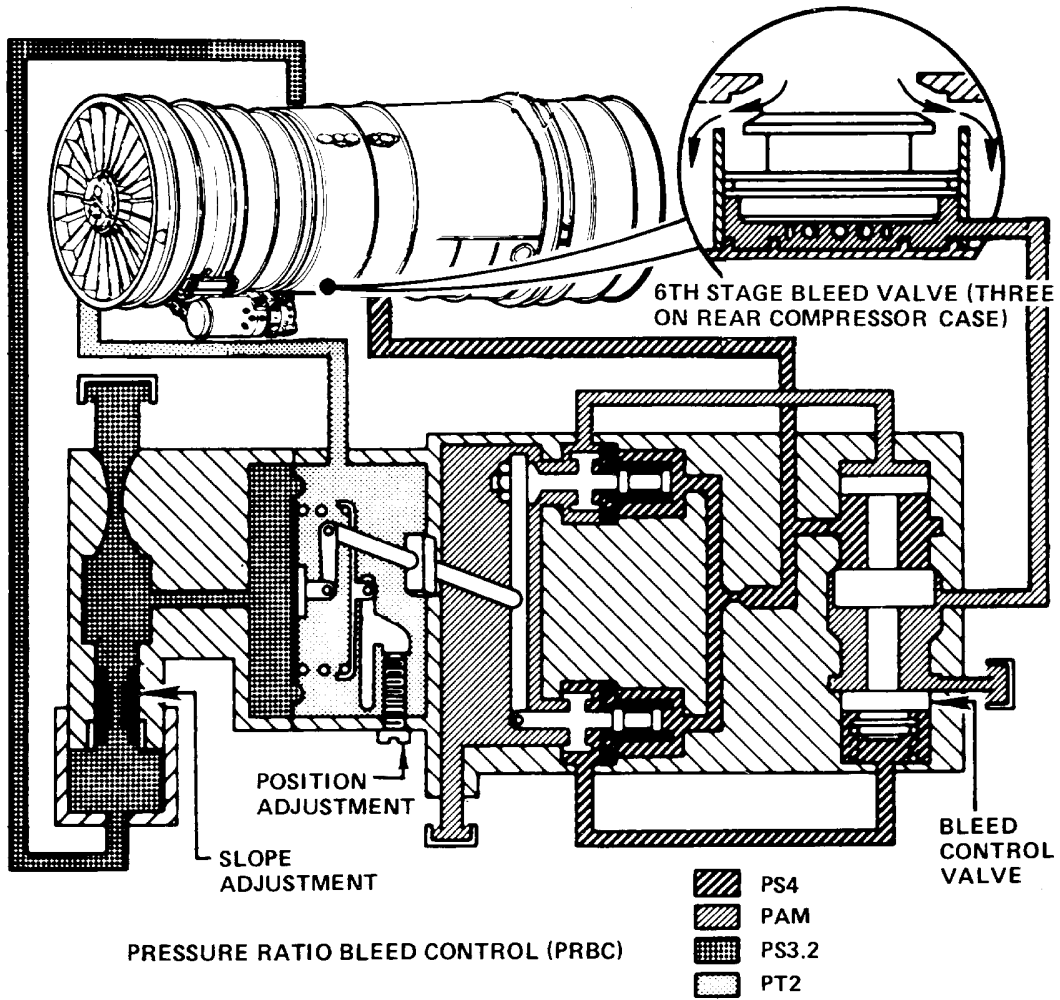 6TH STAGE BLEED VALVE (THREE
ON REAR COMPRESSOR CASE)
POSITION
ADJUSTMENT
SLOPE
ADJUSTMENT
BLEED
CONTROL
VALVE
PS4
PAM
PS3.2
PT2
PRESSURE RATIO BLEED CONTROL (PRBC)